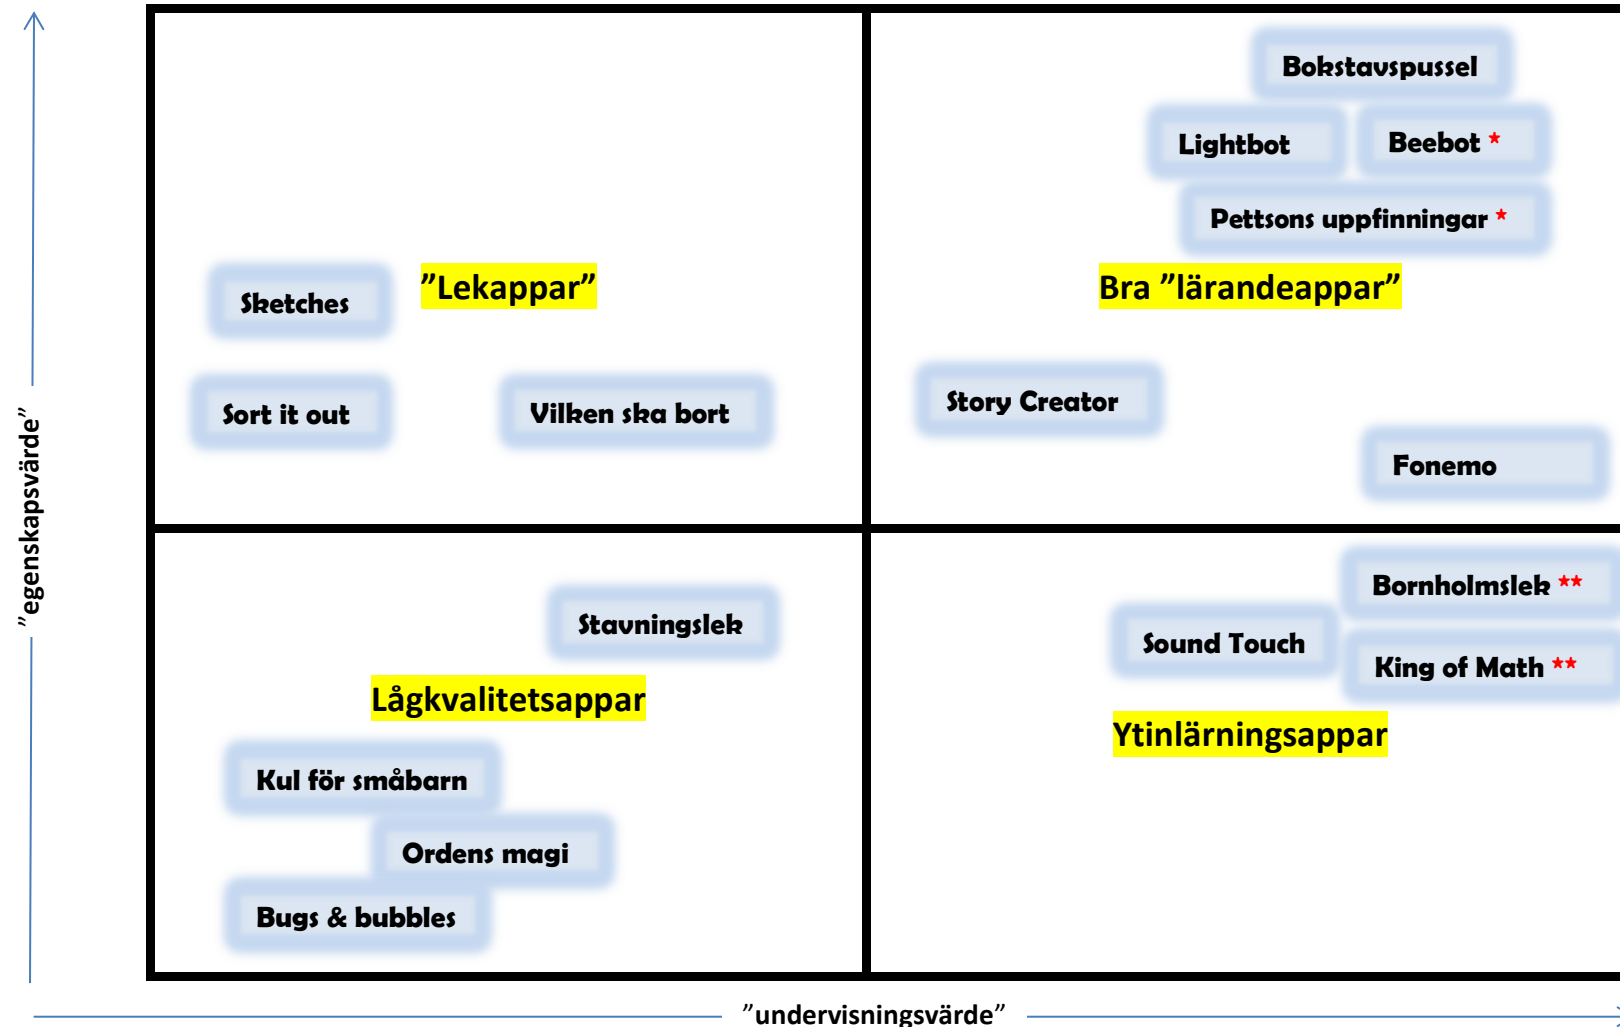 Bokstavspussel
Lightbot
Beebot *
Pettsons uppfinningar *
Sketches
”Lekappar”
Bra ”lärandeappar”
Sort it out
Vilken ska bort
Story Creator
Fonemo
”egenskapsvärde”
Stavningslek
Bornholmslek **
Sound Touch
King of Math **
Lågkvalitetsappar
Ytinlärningsappar
Kul för småbarn
Ordens magi
Bugs & bubbles
”undervisningsvärde”